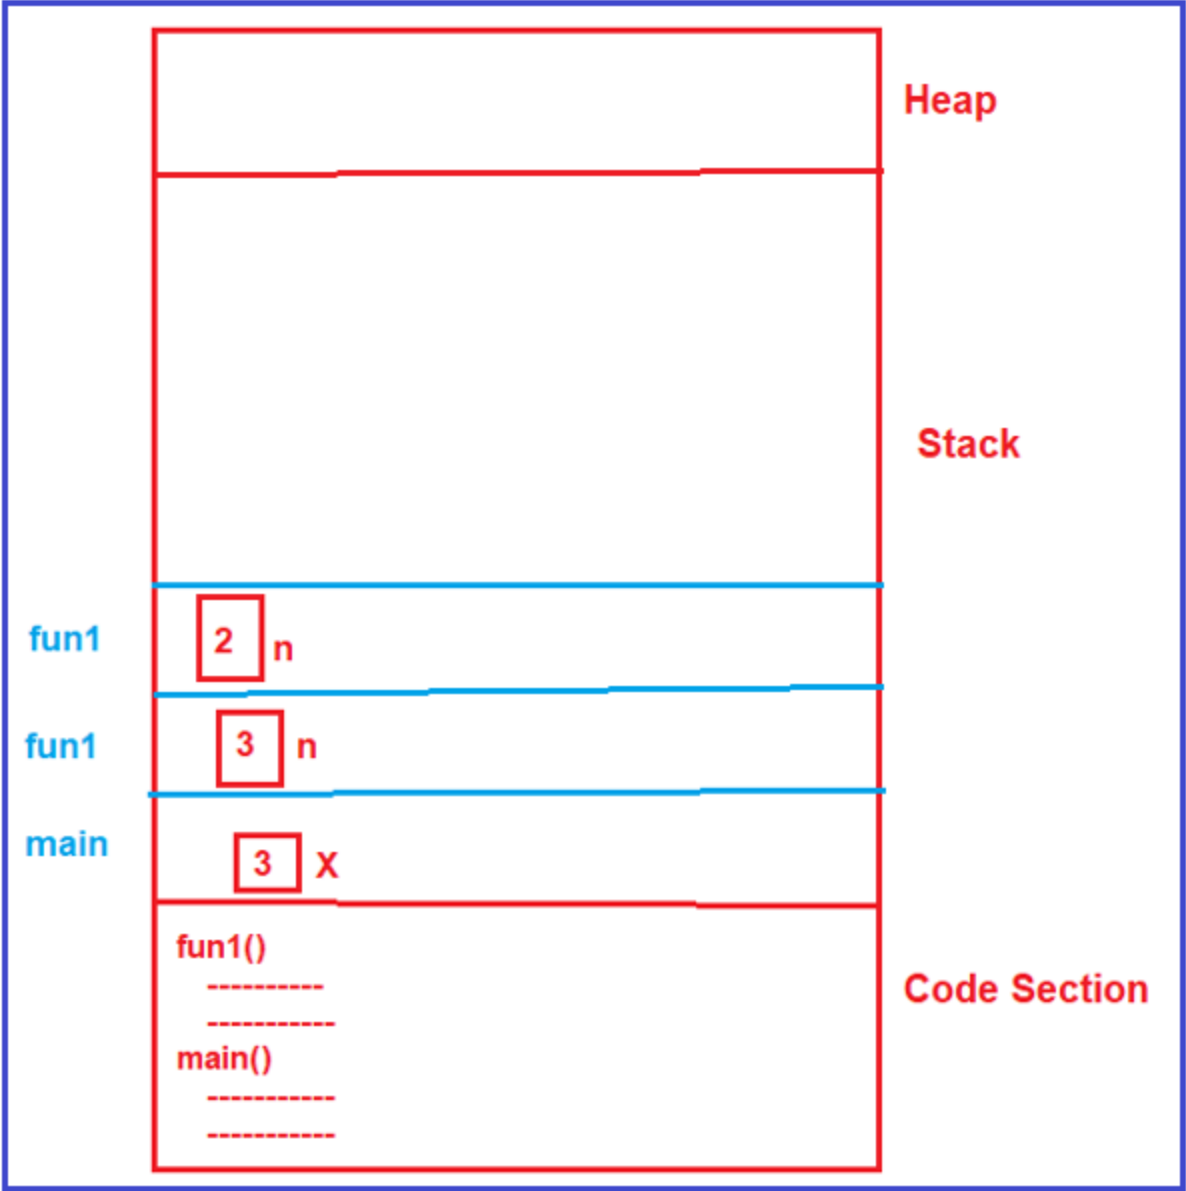 Heap
Stack
fun1
2 n
fun1
3 n
main
3 X
fun1()
----------
-----------
Code Section
main()
-----------
-----------